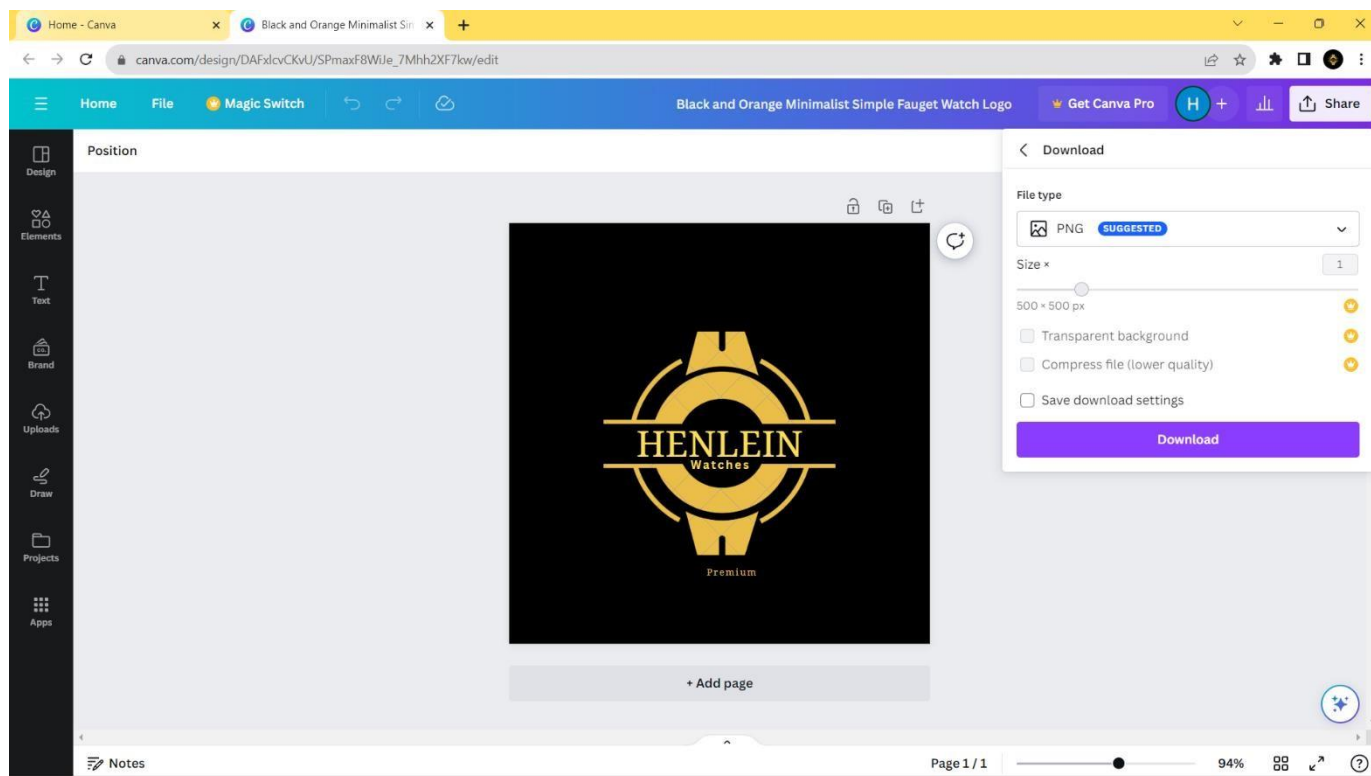 Home - Canva
Black and Orange Minimalist Sin
canva.com/design/DAFxlcvCKvU/SPmaxF8WiJe_7Mhh2XF7kw/edit
Home File Magic Switch Black and Orange Minimalist Simple Fauget Watch Logo Get Canva Pro H + Share
Position
Download
Design
Elements
Text
Brand
Uploads
Draw
Projects
Apps
File type
PNG SUGGESTED
Size × 1
500 × 500 px
Transparent background
Compress file (lower quality)
Save download settings
Download
HENLEIN
Watches
Premium
+ Add page
Notes Page 1 / 1 94%